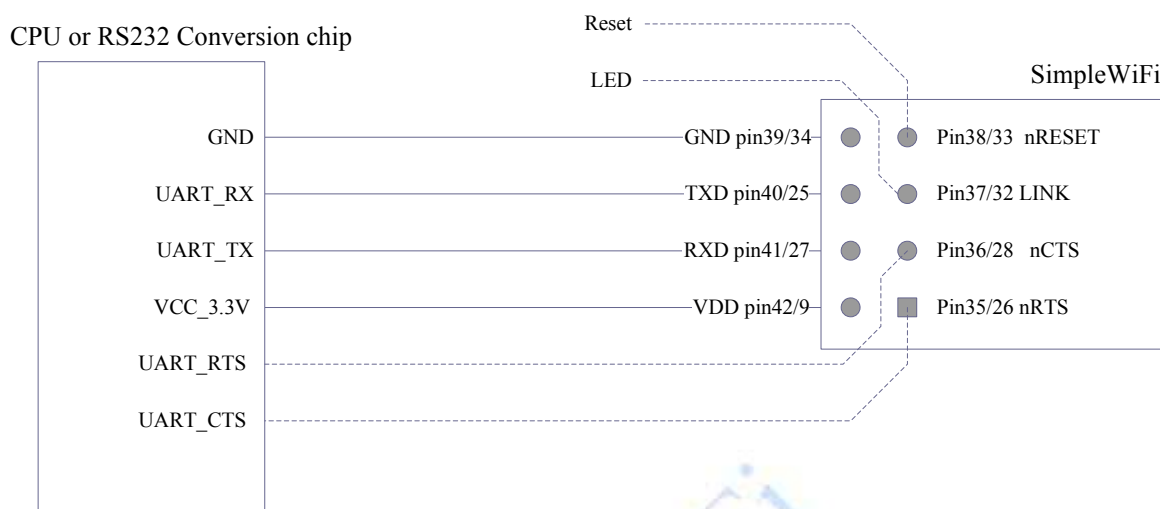 Reset
CPU or RS232 Conversion chip
LED
SimpleWiFi
GND GND pin39/34 Pin38/33 nRESET
UART_RX TXD pin40/25 Pin37/32 LINK
UART_TX RXD pin41/27 Pin36/28 nCTS
VCC_3.3V VDD pin42/9 Pin35/26 nRTS
UART_RTS
UART_CTS